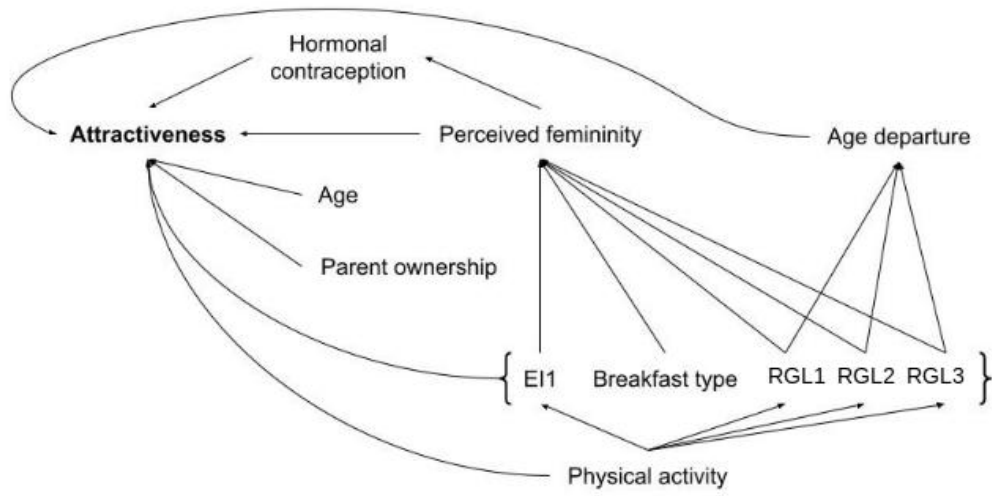 Hormonal
contraception
Attractiveness
Perceived femininity
Age departure
Age
Parent ownership
{ EI1 Breakfast type RGL1 RGL2 RGL3 }
Physical activity